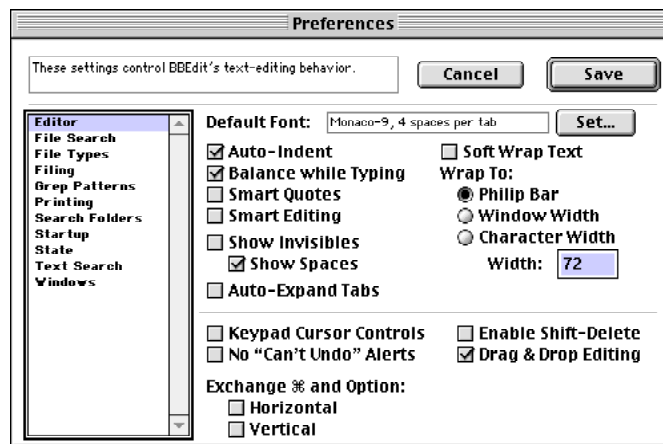 Preferences
These settings control BBEdit's text-editing behavior.
Cancel
Save
Editor
File Search
File Types
Filing
Grep Patterns
Printing
Search Folders
Startup
State
Text Search
Windows
Default Font:
Monaco-9, 4 spaces per tab
Set...
Auto-Indent
Balance while Typing
Smart Quotes
Smart Editing
Show Invisibles
Show Spaces
Auto-Expand Tabs
Soft Wrap Text
Wrap To:
Philip Bar
Window Width
Character Width
Width: 72
Keypad Cursor Controls
No “Can't Undo” Alerts
Enable Shift-Delete
Drag & Drop Editing
Exchange ⌘ and Option:
Horizontal
Vertical